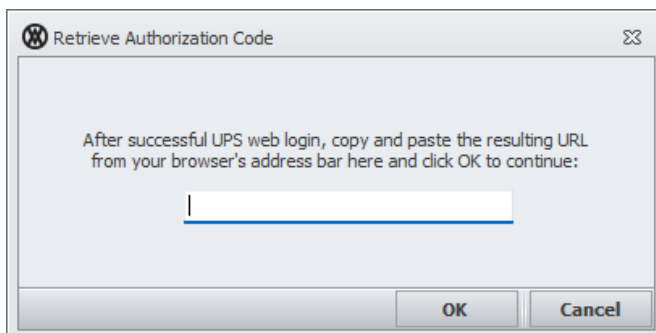 Retrieve Authorization Code
After successful UPS web login, copy and paste the resulting URL
from your browser's address bar here and click OK to continue:
OK
Cancel